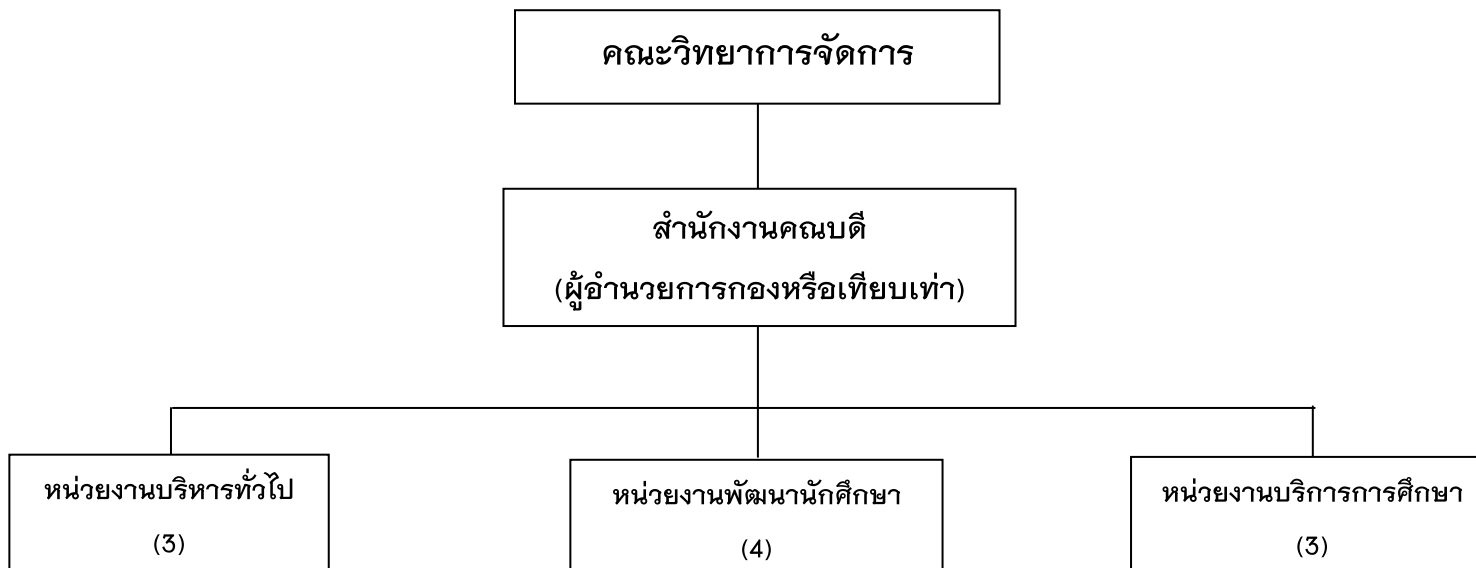 คณะวิทยาการจัดการ
สำนักงานคณบดี
(ผู้อำนวยการกองหรือเทียบเท่า)
หน่วยงานบริหารทั่วไป
(3)
หน่วยงานพัฒนานักศึกษา
(4)
หน่วยงานบริการการศึกษา
(3)